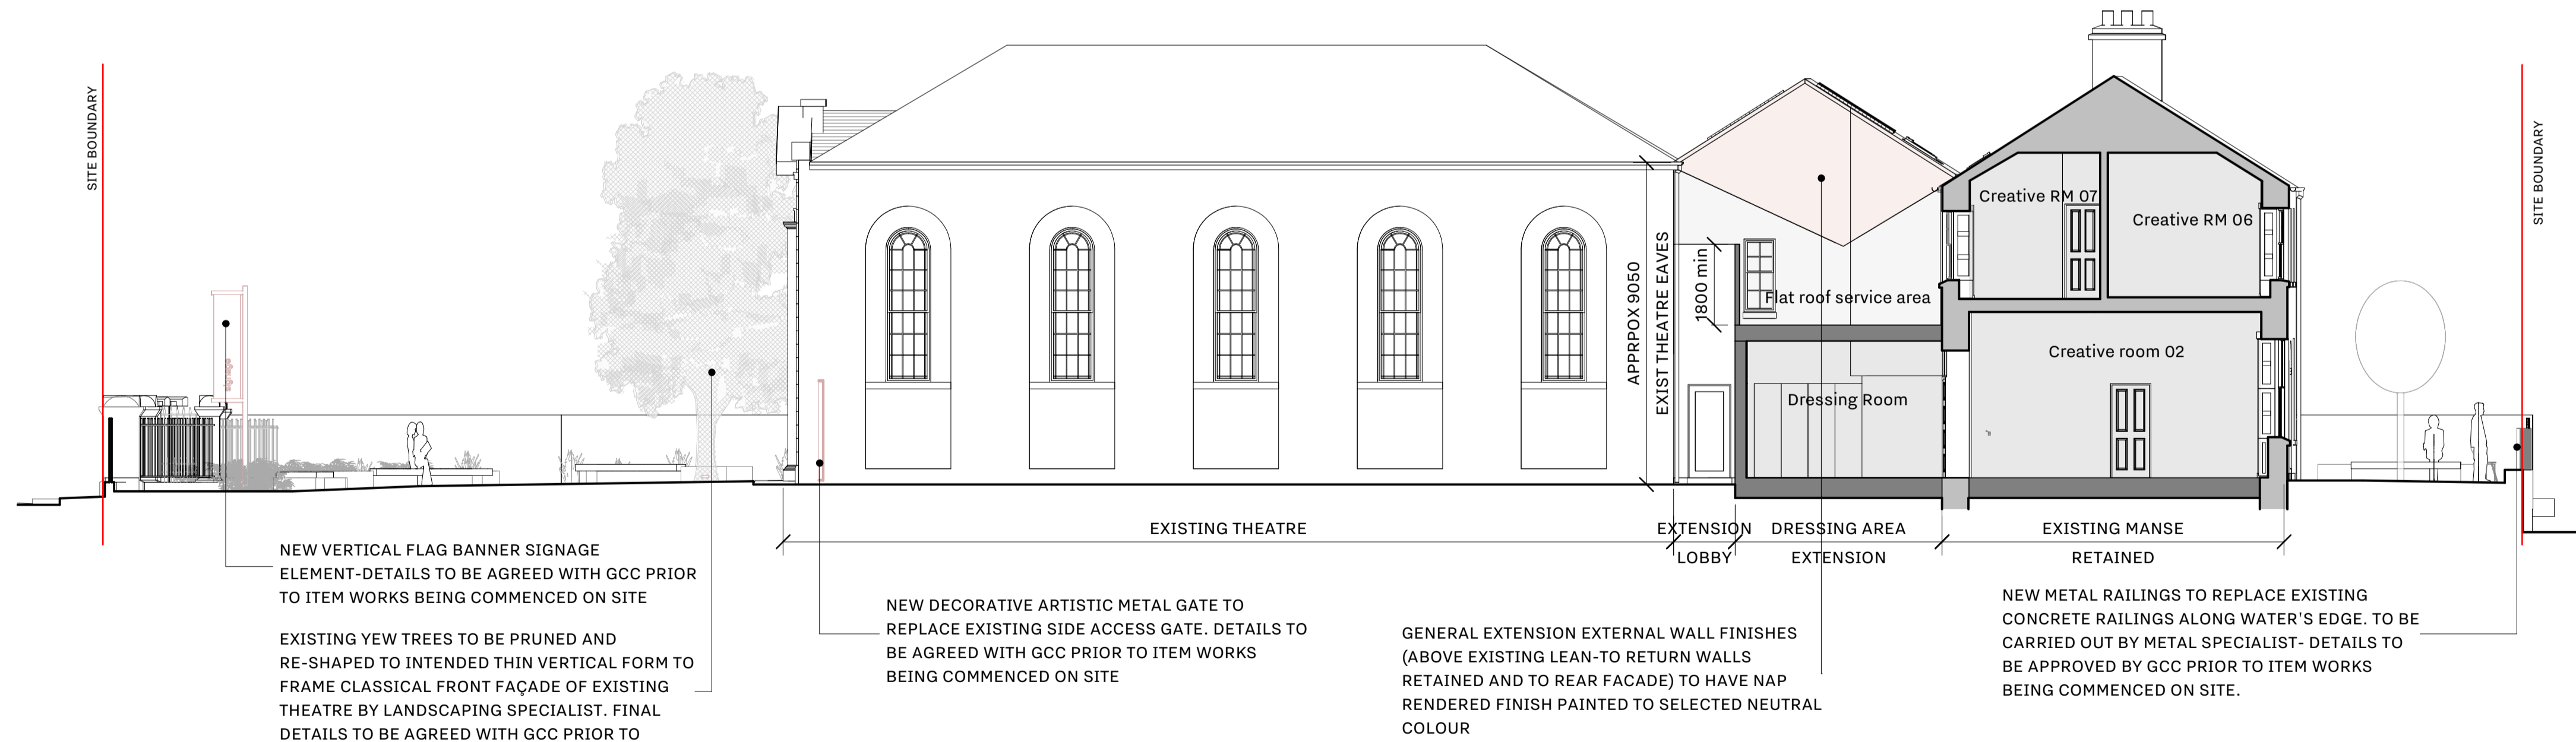 SITE BOUNDARY
SITE BOUNDARY
signage
Creative RM 07
Creative RM 06
Flat roof service area
Creative room 02
Dressing Room
APPRPOX 9050
EXIST THEATRE EAVES
1800 min
EXISTING THEATRE
EXTENSION
LOBBY
DRESSING AREA
EXTENSION
EXISTING MANSE
RETAINED
NEW VERTICAL FLAG BANNER SIGNAGE
ELEMENT-DETAILS TO BE AGREED WITH GCC PRIOR
TO ITEM WORKS BEING COMMENCED ON SITE
EXISTING YEW TREES TO BE PRUNED AND
RE-SHAPED TO INTENDED THIN VERTICAL FORM TO
FRAME CLASSICAL FRONT FAÇADE OF EXISTING
THEATRE BY LANDSCAPING SPECIALIST. FINAL
DETAILS TO BE AGREED WITH GCC PRIOR TO
NEW DECORATIVE ARTISTIC METAL GATE TO
REPLACE EXISTING SIDE ACCESS GATE. DETAILS TO
BE AGREED WITH GCC PRIOR TO ITEM WORKS
BEING COMMENCED ON SITE
GENERAL EXTENSION EXTERNAL WALL FINISHES
(ABOVE EXISTING LEAN-TO RETURN WALLS
RETAINED AND TO REAR FACADE) TO HAVE NAP
RENDERED FINISH PAINTED TO SELECTED NEUTRAL
COLOUR
NEW METAL RAILINGS TO REPLACE EXISTING
CONCRETE RAILINGS ALONG WATER'S EDGE. TO BE
CARRIED OUT BY METAL SPECIALIST- DETAILS TO
BE APPROVED BY GCC PRIOR TO ITEM WORKS
BEING COMMENCED ON SITE.